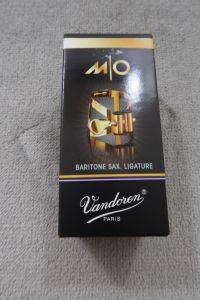 M|O
BARITONE SAX. LIGATURE
Vandoren®
PARIS